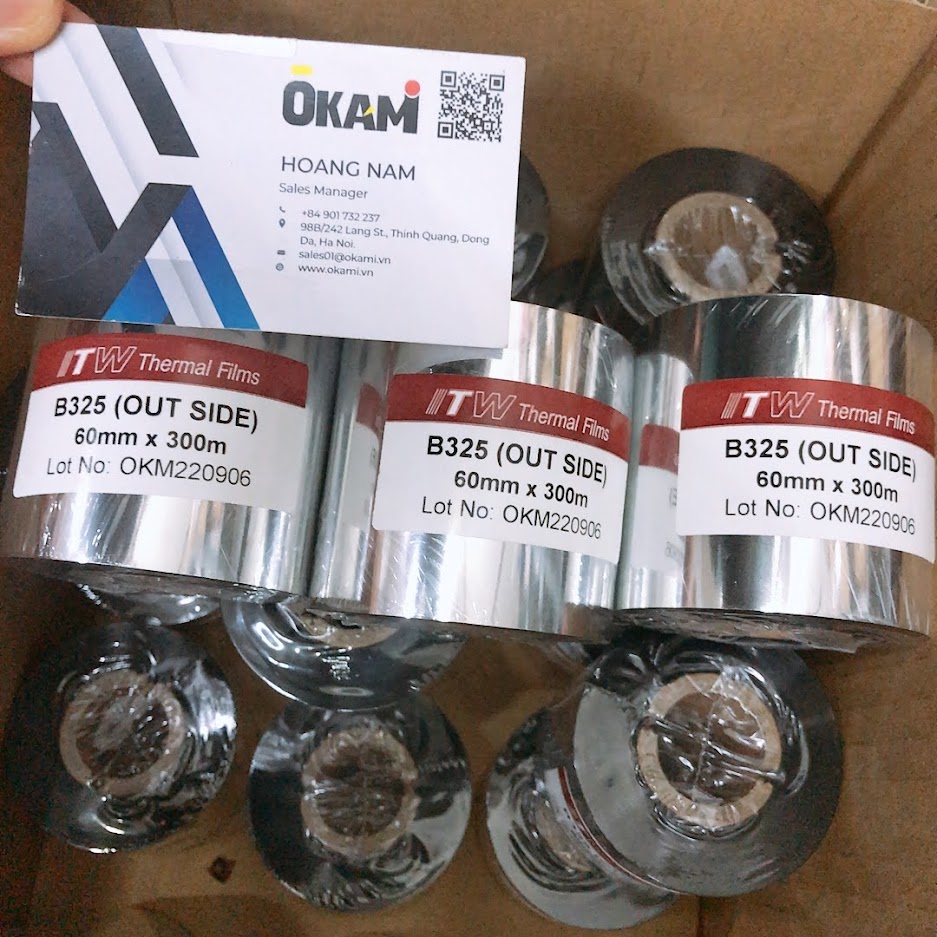 ŌKAMI
HOANG NAM
Sales Manager
+84 901 732 237
98B/242 Lang St., Thinh Quang, Dong
Da, Ha Noi.
sales01@okami.vn
www.okami.vn
ITW Thermal Films
B325 (OUT SIDE)
60mm x 300m
Lot No: OKM220906
ITW Thermal Films
B325 (OUT SIDE)
60mm x 300m
Lot No: OKM220906
ITW Thermal Films
B325 (OUT SIDE)
60mm x 300m
Lot No: OKM220906